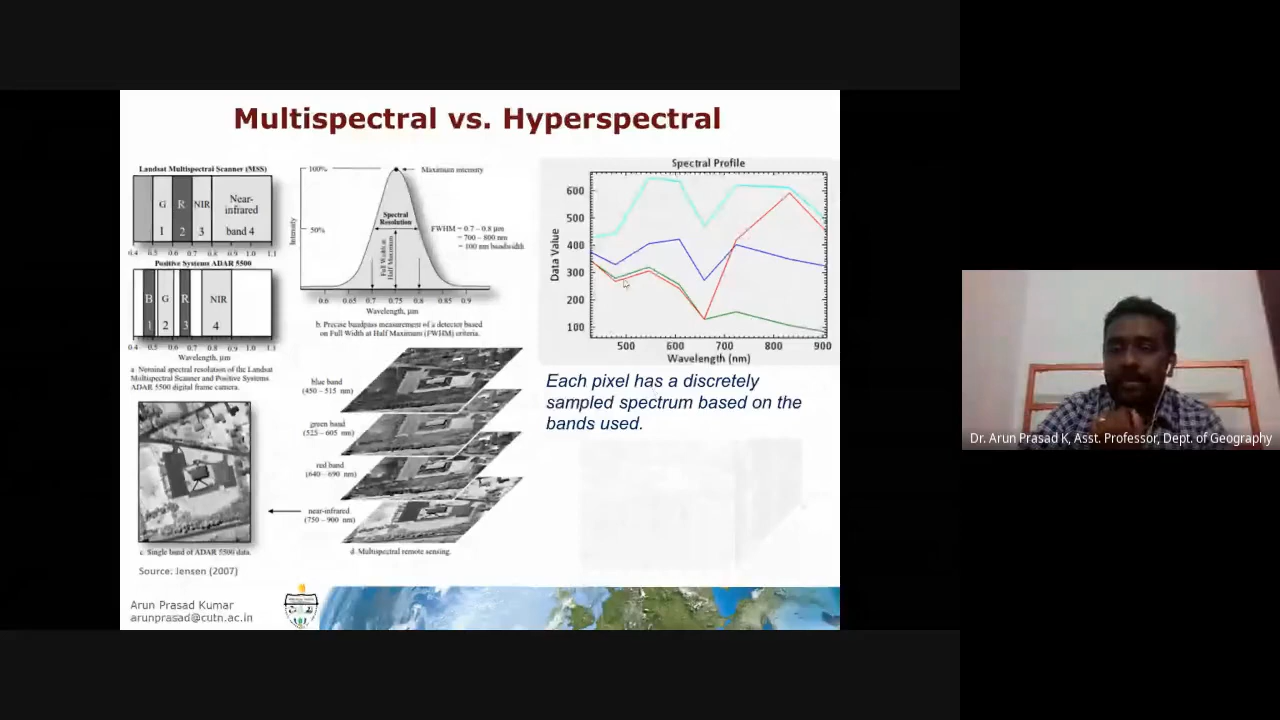 Multispectral vs. Hyperspectral
Landsat Multispectral Scanner (MSS)
G
R
NIR
Near-
infrared
1
2
3
band 4
0.4 0.5 0.6 0.7 0.8 0.9 1.0 1.1
Positive Systems ADAR 5500
B
G
R
NIR
1
2
3
4
0.4 0.5 0.6 0.7 0.8 0.9 1.0 1.1
Wavelength, µm
a. Nominal spectral resolution of the Landsat
Multispectral Scanner and Positive Systems
ADAR 5500 digital frame camera.
100%
Maximum intensity
Intensity
Spectral
Resolution
50%
Full Width at
Half Maximum
FWHM = 0.7 – 0.8 µm
= 700 – 800 nm
= 100 nm bandwidth
0.6 0.65 0.7 0.75 0.8 0.85 0.9
Wavelength, µm
b. Precise bandpass measurement of a detector based
on Full Width at Half Maximum (FWHM) criteria.
blue band
(450 – 515 nm)
green band
(525 – 605 nm)
red band
(640 – 690 nm)
near-infrared
(750 – 900 nm)
c. Single band of ADAR 5500 data.
d. Multispectral remote sensing.
Source: Jensen (2007)
Spectral Profile
Data Value
600
500
400
300
200
100
500 600 700 800 900
Wavelength (nm)
Each pixel has a discretely
sampled spectrum based on the
bands used.
Arun Prasad Kumar
arunprasad@cutn.ac.in
Dr. Arun Prasad K, Asst. Professor, Dept. of Geography